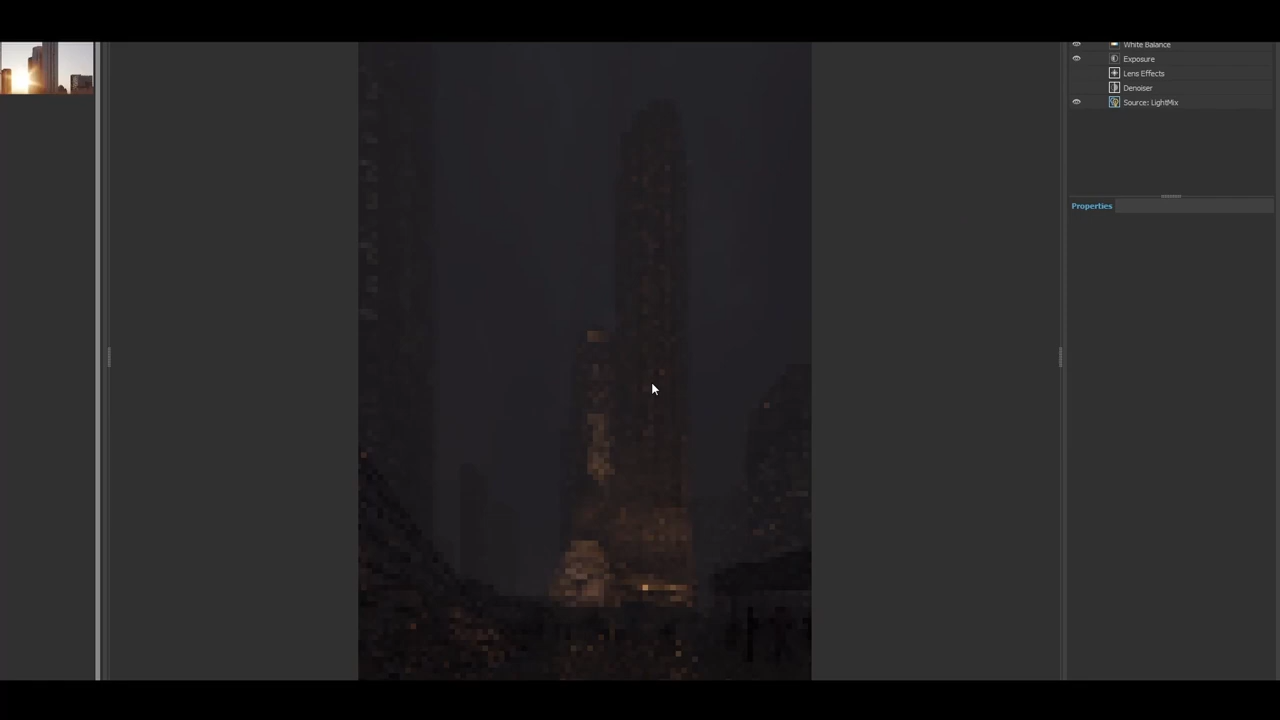 White Balance
Exposure
Lens Effects
Denoiser
Source: LightMix
Properties